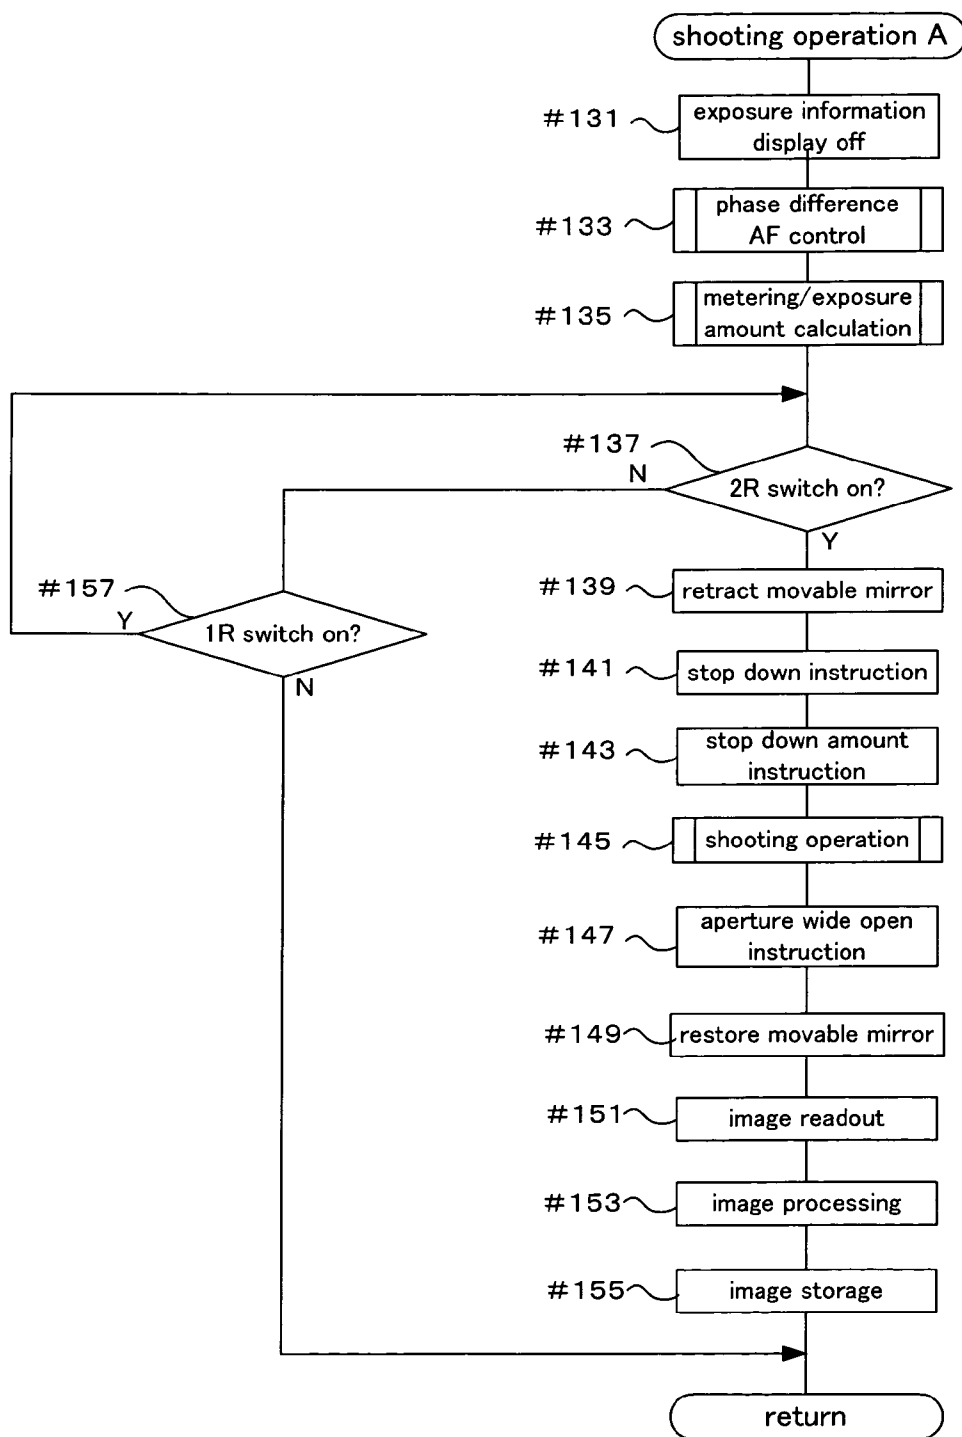 shooting operation A
#131
exposure information
display off
#133
phase difference
AF control
#135
metering/exposure
amount calculation
#137
N
2R switch on?
Y
#157
Y
1R switch on?
N
#139
retract movable mirror
#141
stop down instruction
#143
stop down amount
instruction
#145
shooting operation
#147
aperture wide open
instruction
#149
restore movable mirror
#151
image readout
#153
image processing
#155
image storage
return